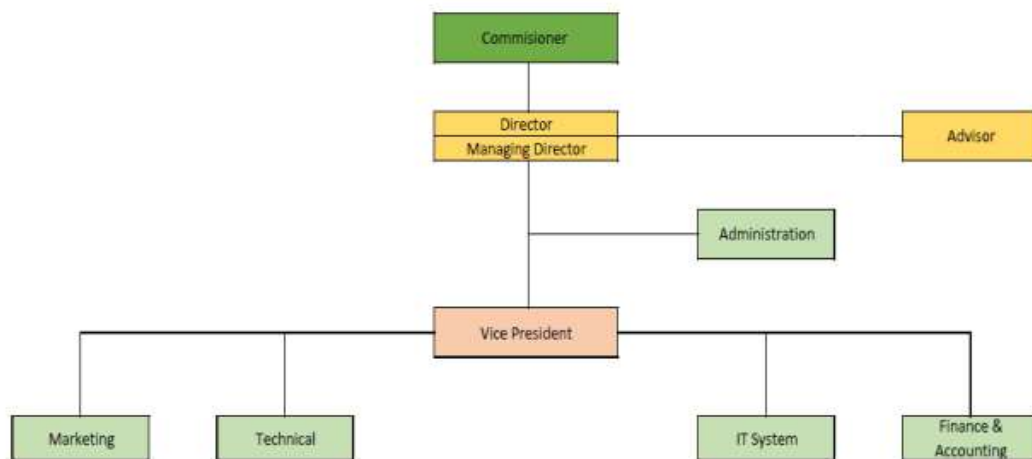 Commisioner
Director
Managing Director
Advisor
Administration
Vice President
Marketing
Technical
IT System
Finance &
Accounting